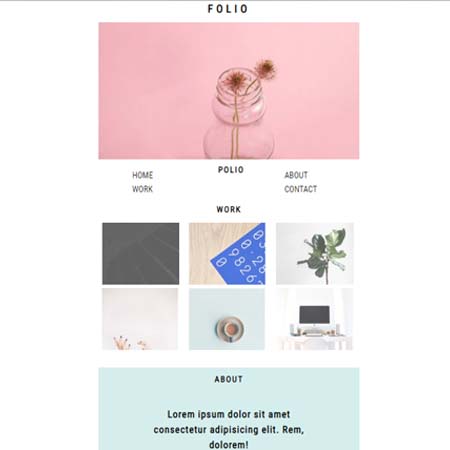 FOLIO
HOME
WORK
POLIO
ABOUT
CONTACT
WORK
ABOUT
Lorem ipsum dolor sit amet
consectetur adipisicing elit. Rem,
dolorem!